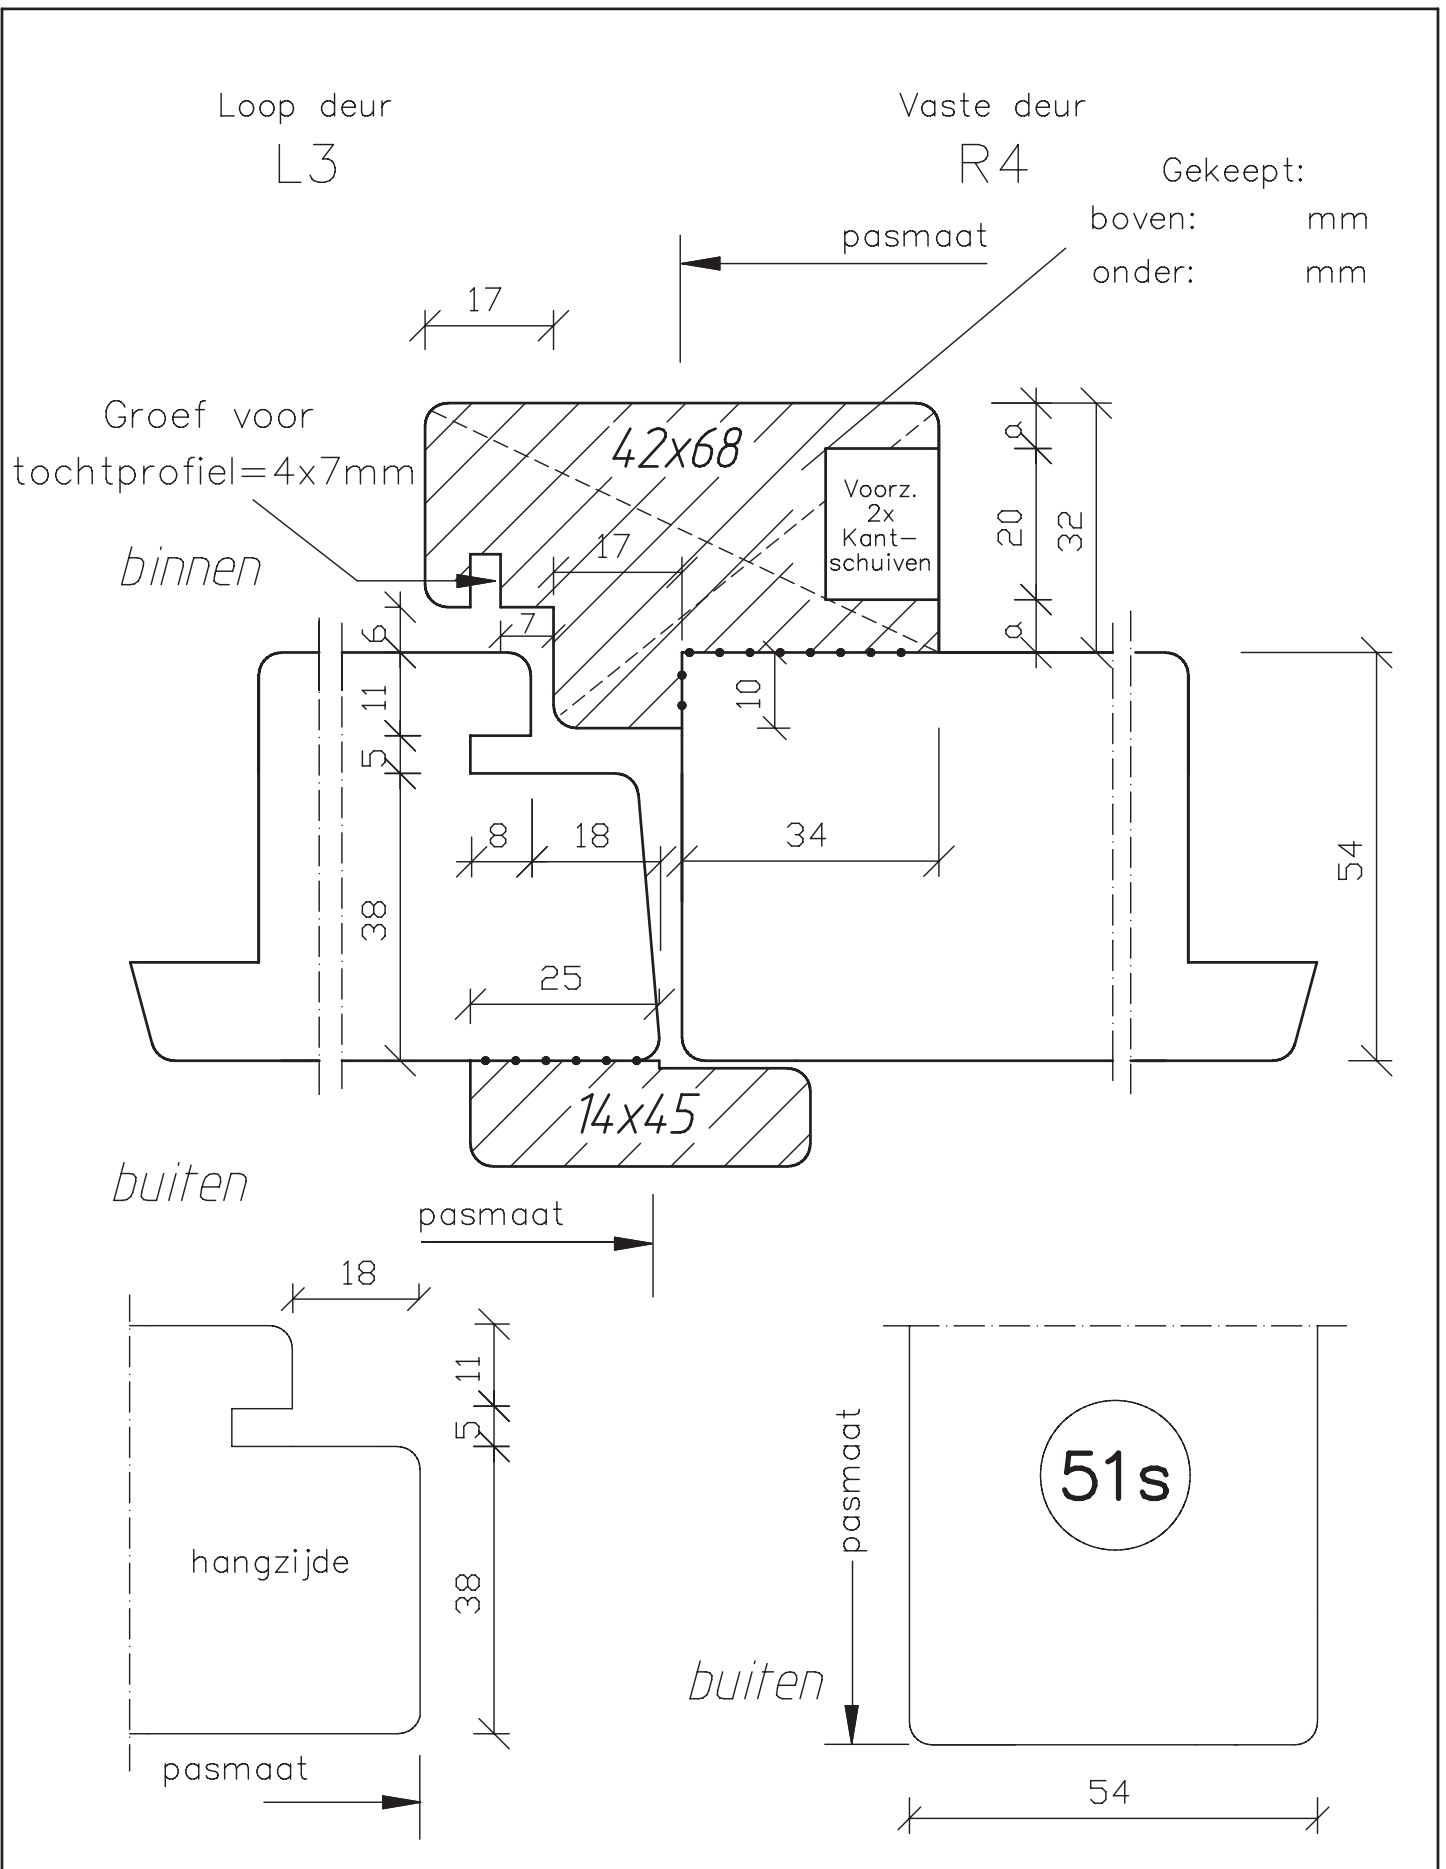 Loop deur
L3
Vaste deur
R4
Gekeept:
boven: mm
onder: mm
pasmaat
17
Groef voor
tochtprofiel=4x7mm
42x68
Voorz.
2x
Kant–
schuiven
a
20
32
a
binnen
17
7
6
11
5
10
8
18
34
54
38
25
14x45
buiten
pasmaat
18
11
5
38
hangzijde
pasmaat
pasmaat
51s
buiten
54